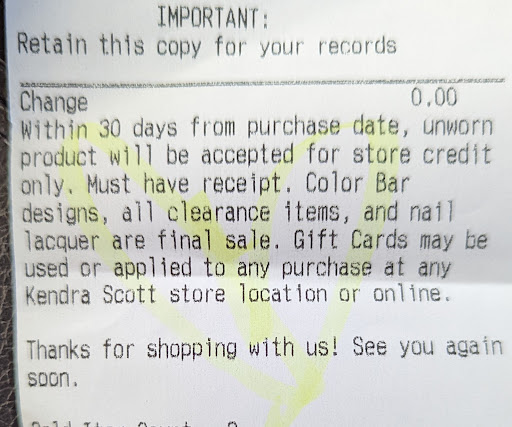 IMPORTANT:
Retain this copy for your records
Change 0.00
Within 30 days from purchase date, unworn
product will be accepted for store credit
only. Must have receipt. Color Bar
designs, all clearance items, and nail
lacquer are final sale. Gift Cards may be
used or applied to any purchase at any
Kendra Scott store location or online.
Thanks for shopping with us! See you again
soon.